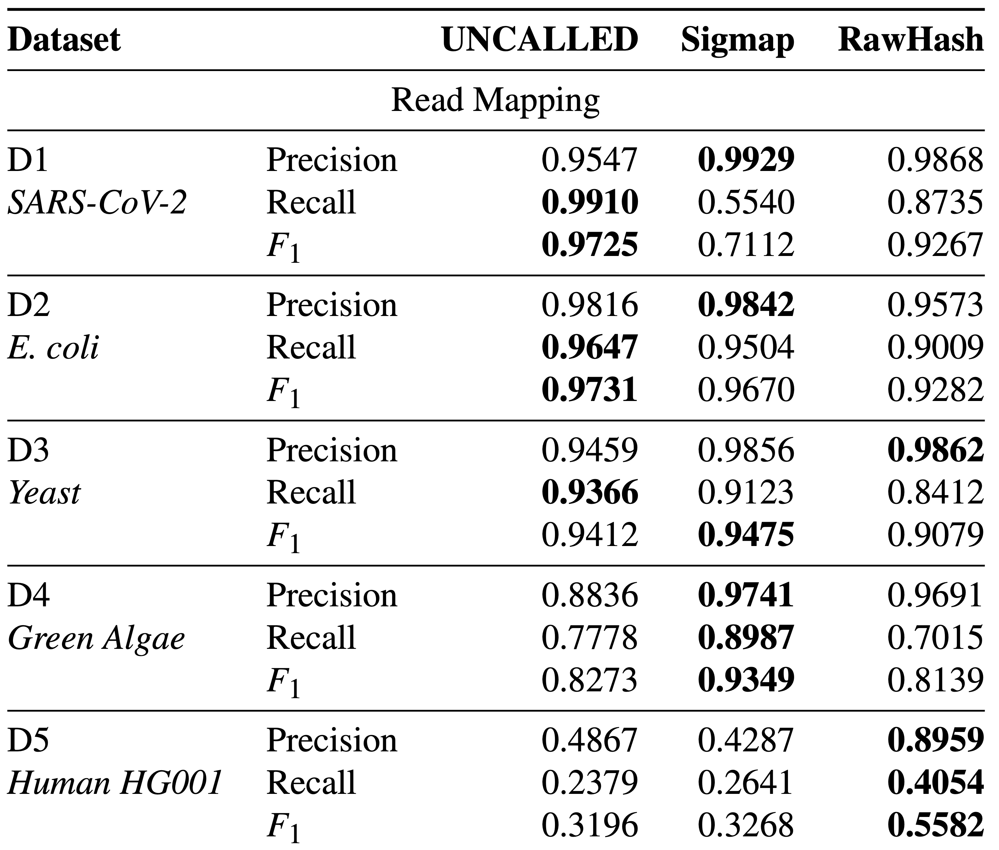 Dataset UNCALLED Sigmap RawHash
Read Mapping
D1 Precision 0.9547 0.9929 0.9868
SARS-CoV-2 Recall 0.9910 0.5540 0.8735
F1 0.9725 0.7112 0.9267
D2 Precision 0.9816 0.9842 0.9573
E. coli Recall 0.9647 0.9504 0.9009
F1 0.9731 0.9670 0.9282
D3 Precision 0.9459 0.9856 0.9862
Yeast Recall 0.9366 0.9123 0.8412
F1 0.9412 0.9475 0.9079
D4 Precision 0.8836 0.9741 0.9691
Green Algae Recall 0.7778 0.8987 0.7015
F1 0.8273 0.9349 0.8139
D5 Precision 0.4867 0.4287 0.8959
Human HG001 Recall 0.2379 0.2641 0.4054
F1 0.3196 0.3268 0.5582